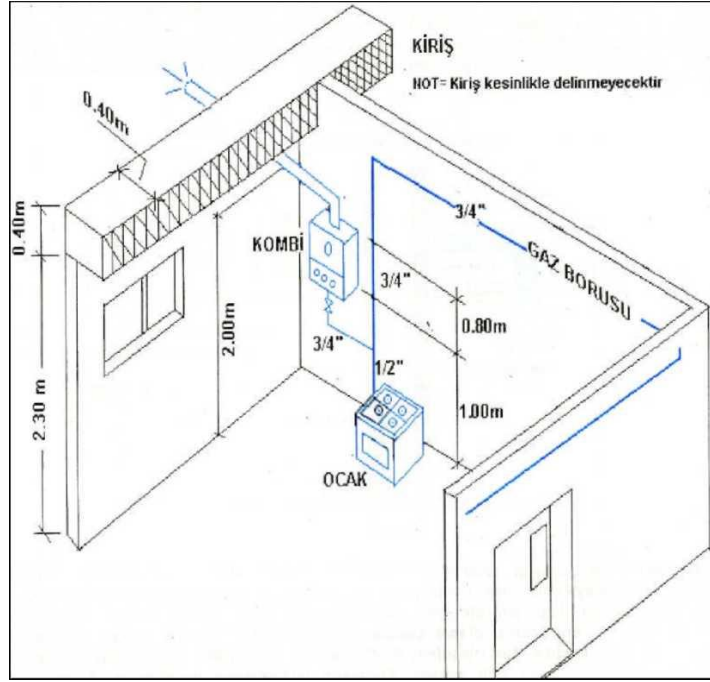 KİRİŞ
NOT= Kiriş kesinlikle delinmeyecektir
0.40m
0.40m
3/4"
GAZ BORUSU
KOMBİ
3/4"
0.80m
2.00m
3/4"
1/2"
1.00m
2.30 m
OCAK